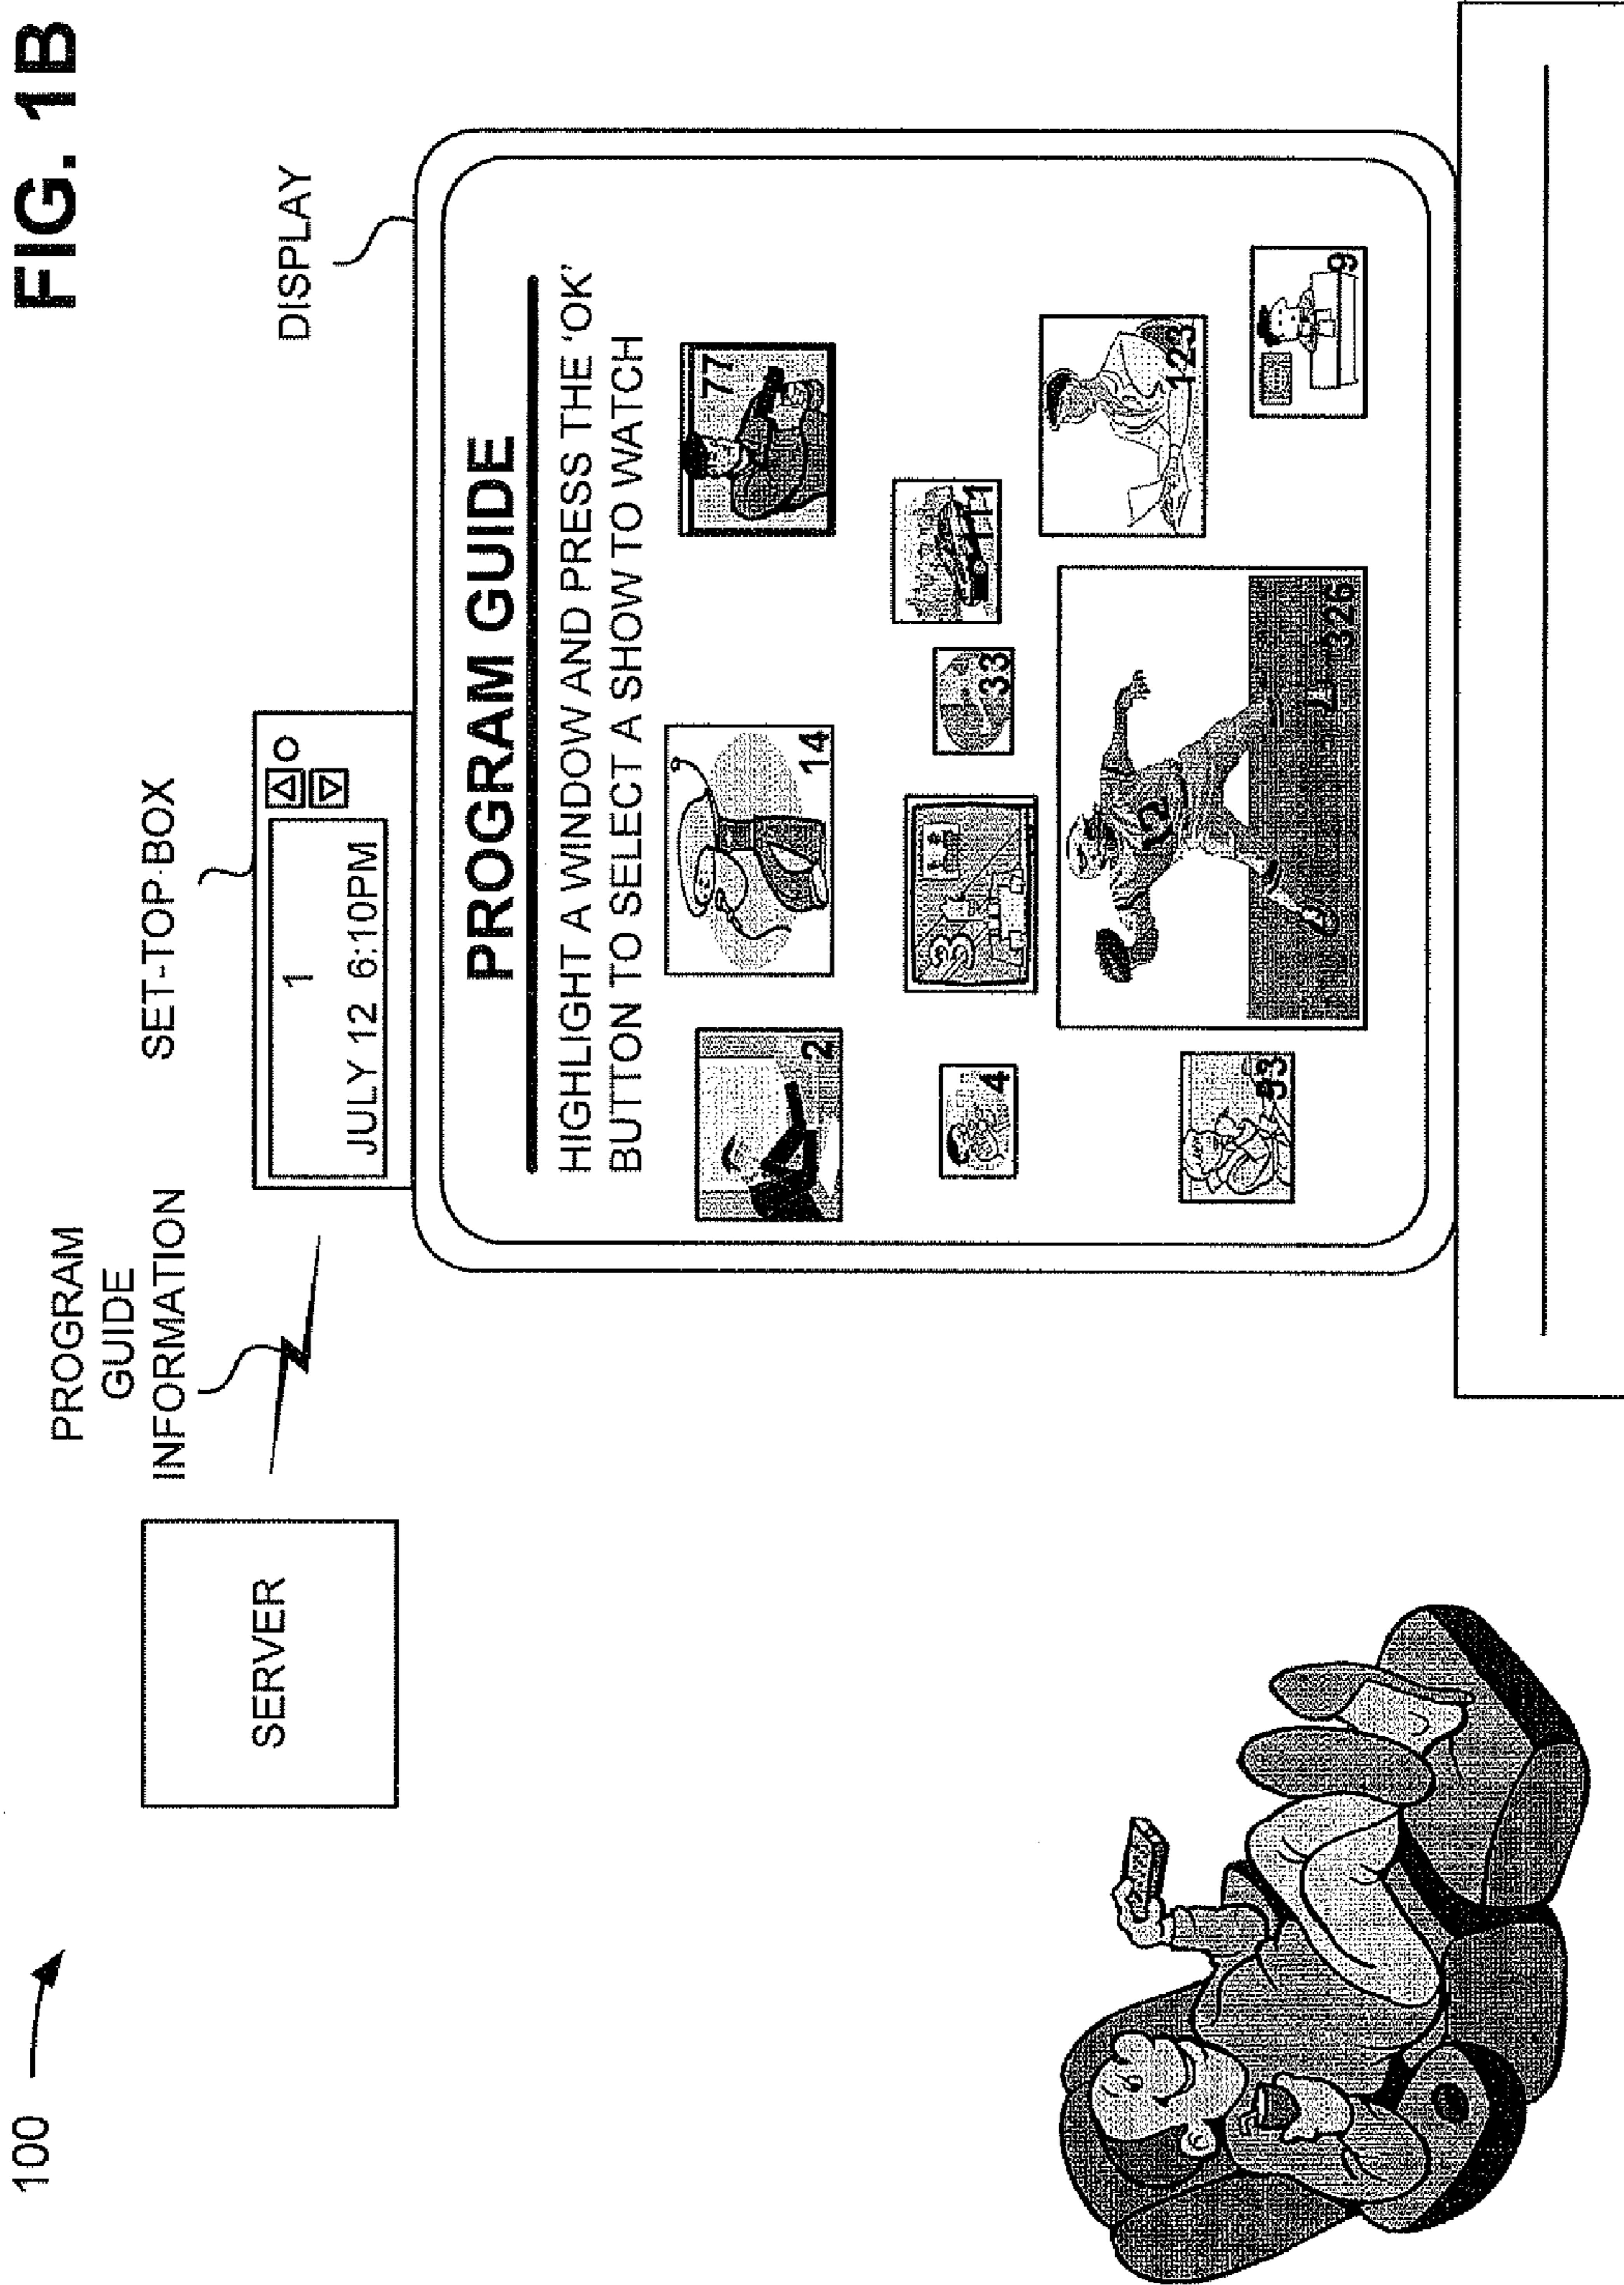 FIG. 1B
100
PROGRAM
GUIDE
INFORMATION
SET-TOP BOX
DISPLAY
SERVER
1
JULY 12 6:10PM
PROGRAM GUIDE
HIGHLIGHT A WINDOW AND PRESS THE ‘OK’
BUTTON TO SELECT A SHOW TO WATCH
2
14
77
4
3
33
111
12
326
123
9